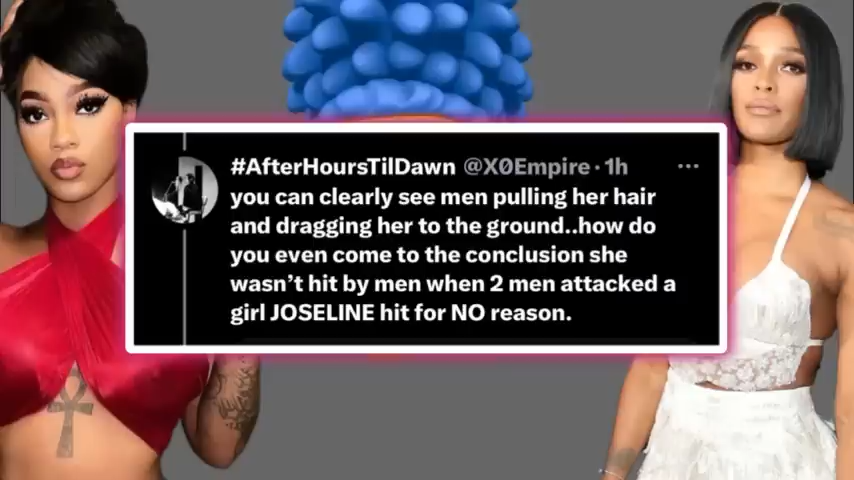 #AfterHoursTilDawn @XØEmpire · 1h ...
you can clearly see men pulling her hair
and dragging her to the ground..how do
you even come to the conclusion she
wasn't hit by men when 2 men attacked a
girl JOSELINE hit for NO reason.